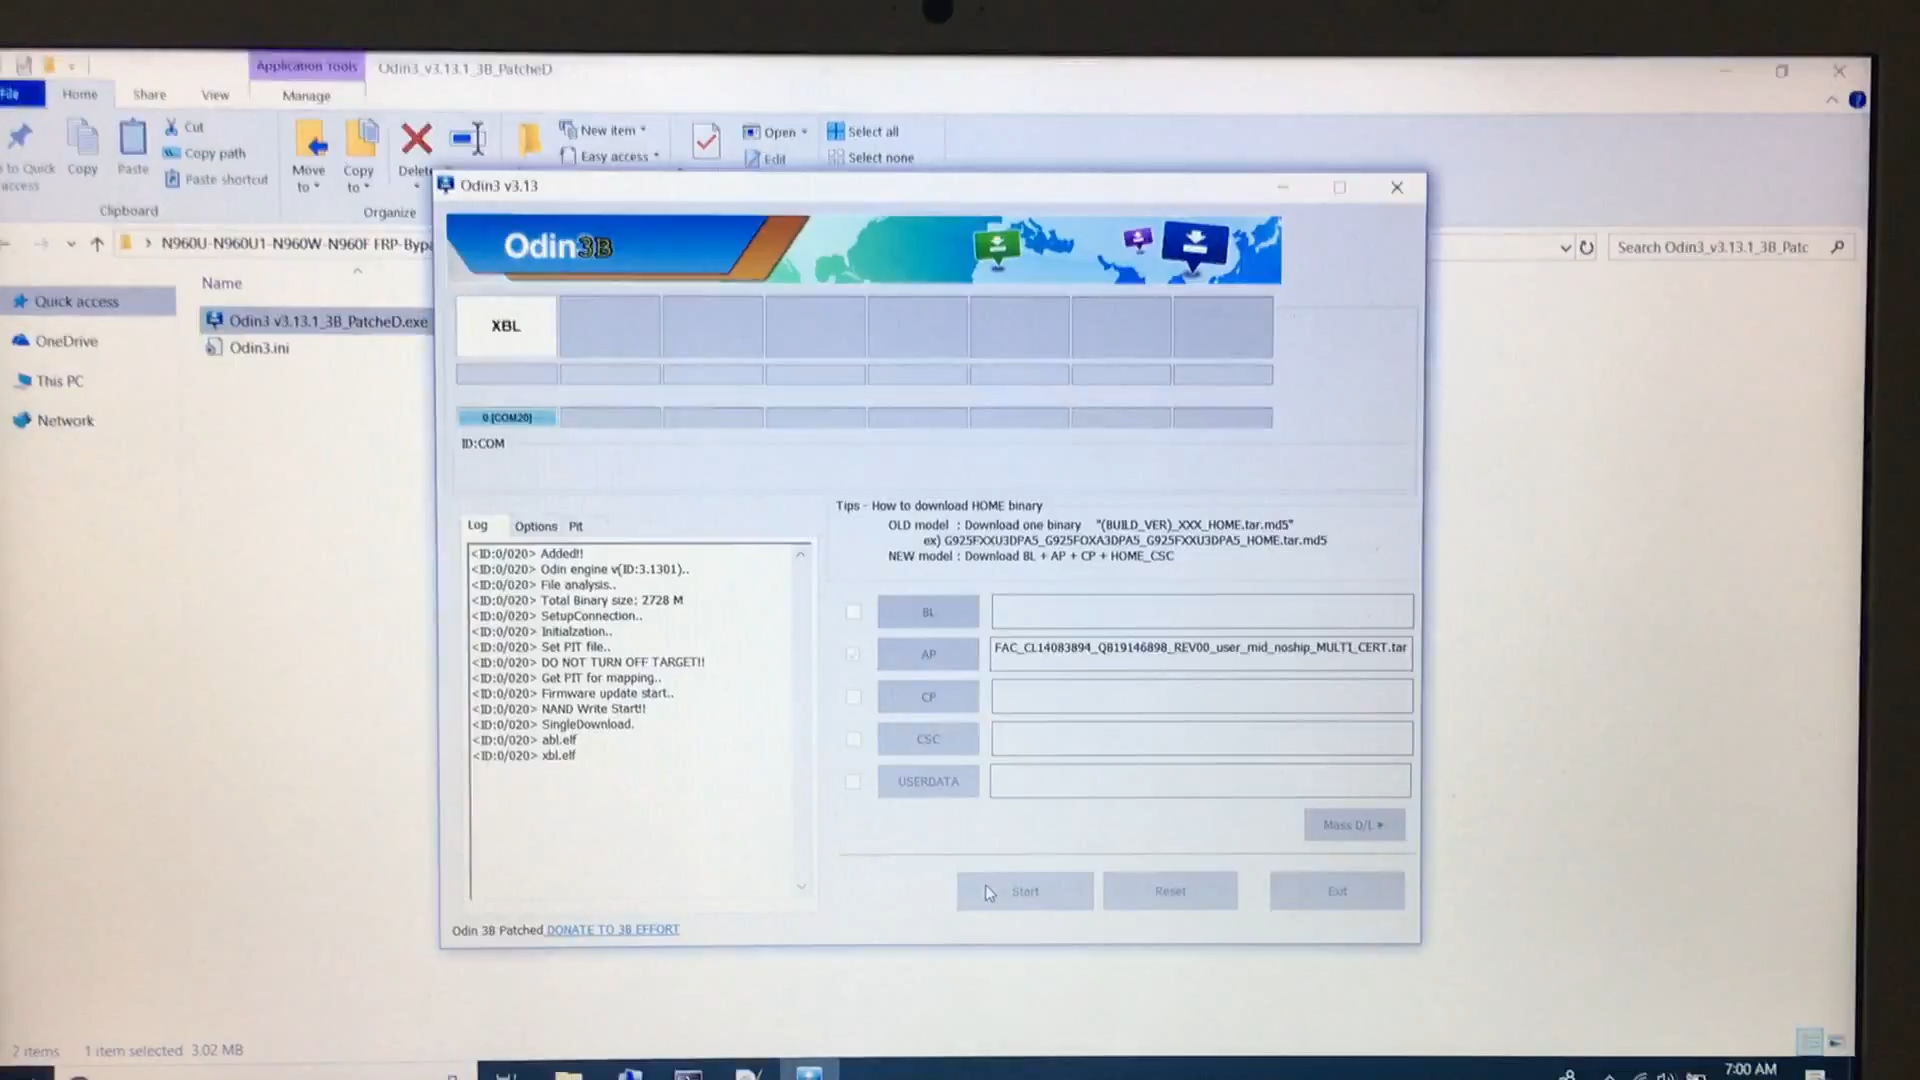 Application Tools
Odin3_v3.13.1_3B_PatcheD
File
Home
Share
View
Manage
to Quick
access
Copy
Paste
Cut
Copy path
Paste shortcut
Clipboard
Move
to
Copy
to
Delete
Organize
New item
Easy access
Open
Edit
Select all
Select none
N960U-N960U1-N960W-N960F FRP-Bypa
Search Odin3_v3.13.1_3B_Patc
Quick access
OneDrive
This PC
Network
Name
Odin3 v3.13.1_3B_PatcheD.exe
Odin3.ini
2 items
1 item selected 3.02 MB
Odin3 v3.13
Odin3B
XBL
0:[COM20]
ID:COM
Log
Options
Pit
<ID:0/020> Added!!
<ID:0/020> Odin engine v(ID:3.1301)..
<ID:0/020> File analysis..
<ID:0/020> Total Binary size: 2728 M
<ID:0/020> SetupConnection..
<ID:0/020> Initialzation..
<ID:0/020> Set PIT file..
<ID:0/020> DO NOT TURN OFF TARGET!!
<ID:0/020> Get PIT for mapping..
<ID:0/020> Firmware update start..
<ID:0/020> NAND Write Start!!
<ID:0/020> SingleDownload.
<ID:0/020> abl.elf
<ID:0/020> xbl.elf
Tips - How to download HOME binary
OLD model : Download one binary "(BUILD_VER)_XXX_HOME.tar.md5"
ex) G925FXXU3DPA5_G925FOXA3DPA5_G925FXXU3DPA5_HOME.tar.md5
NEW model : Download BL + AP + CP + HOME_CSC
BL
AP
FAC_CL14083894_QB19146898_REV00_user_mid_noship_MULTI_CERT.tar
CP
CSC
USERDATA
Mass D/L
Start
Reset
Exit
Odin 3B Patched DONATE TO 3B EFFORT
7:00 AM